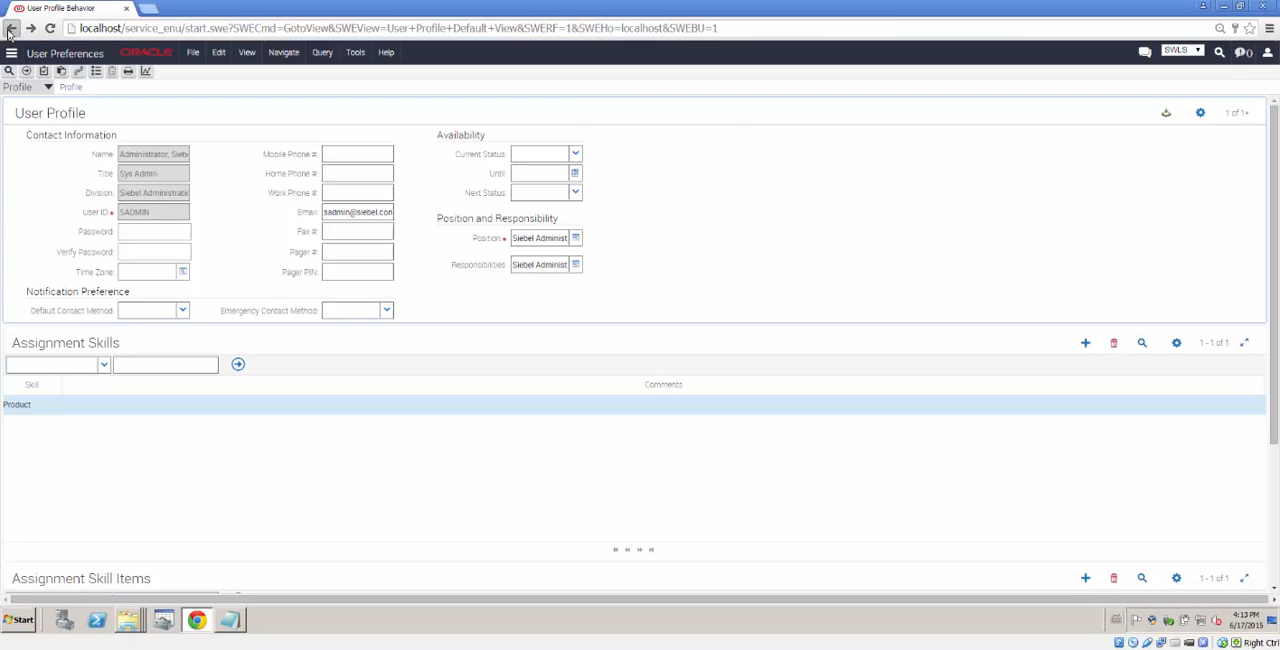 User Profile Behavior
localhost/service_enu/start.swe?SWECmd=GotoView&SWEView=User+Profile+Default+View&SWERF=1&SWEHo=localhost&SWEBU=1
User Preferences ORACLE File Edit View Navigate Query Tools Help SWLS 0
Profile Profile
User Profile 1 of 1+
Contact Information Availability
Name: Administrator, Sieb Mobile Phone #: Current Status:
Title: Sys Admin Home Phone #: Until:
Division: Siebel Administrati Work Phone #: Next Status:
User ID * SADMIN Email: sadmin@siebel.con Position and Responsibility
Password: Fax #: Position * Siebel Administ
Verify Password: Pager #:
Time Zone: Pager PIN: Responsibilities: Siebel Administ
Notification Preference
Default Contact Method: Emergency Contact Method:
Assignment Skills 1 - 1 of 1
Skill Comments
Product
Assignment Skill Items 1 - 1 of 1
Start 4:13 PM
6/17/2015
Right Ctrl